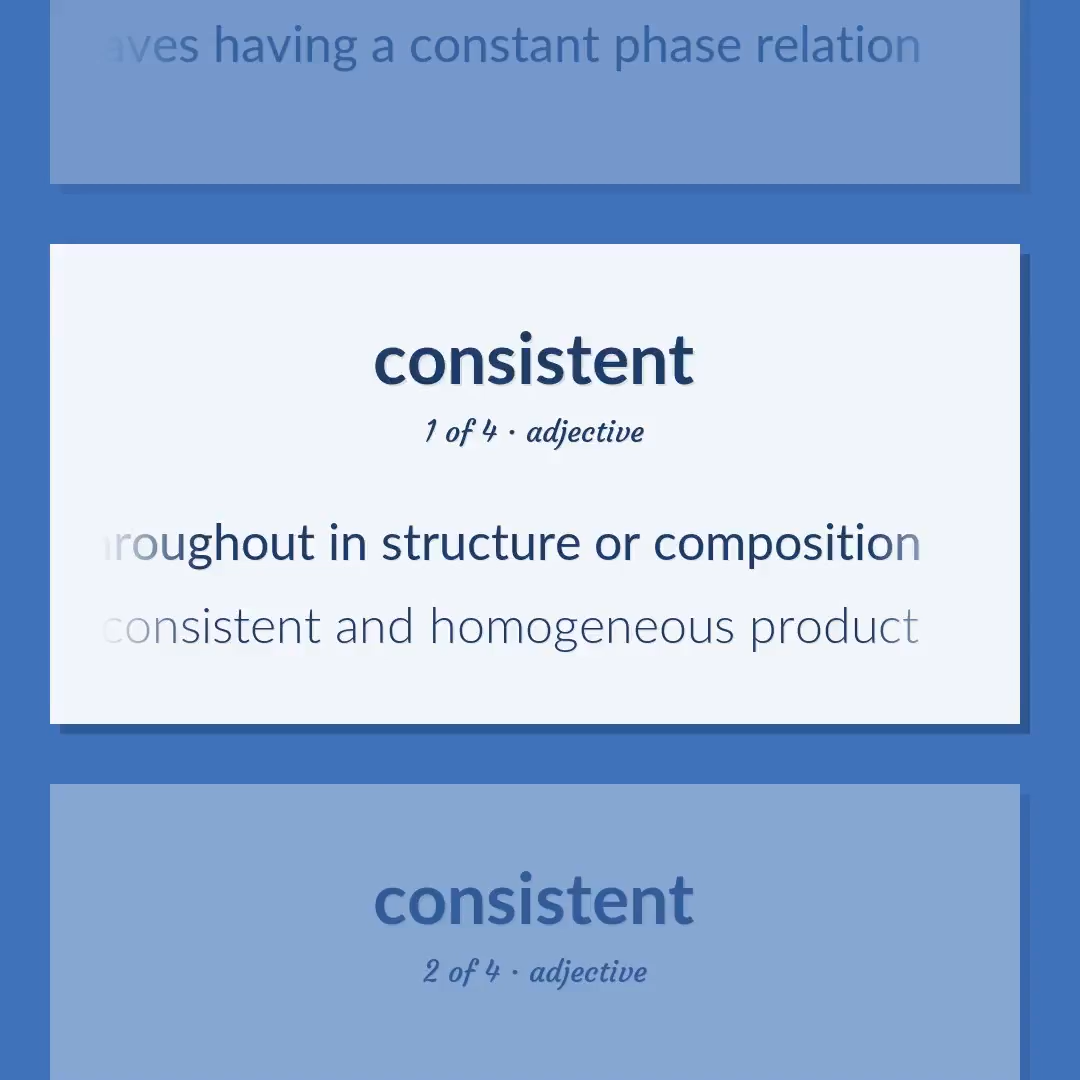 aves having a constant phase relation
consistent
1 of 4 · adjective
hroughout in structure or composition
consistent and homogeneous product
consistent
2 of 4 · adjective